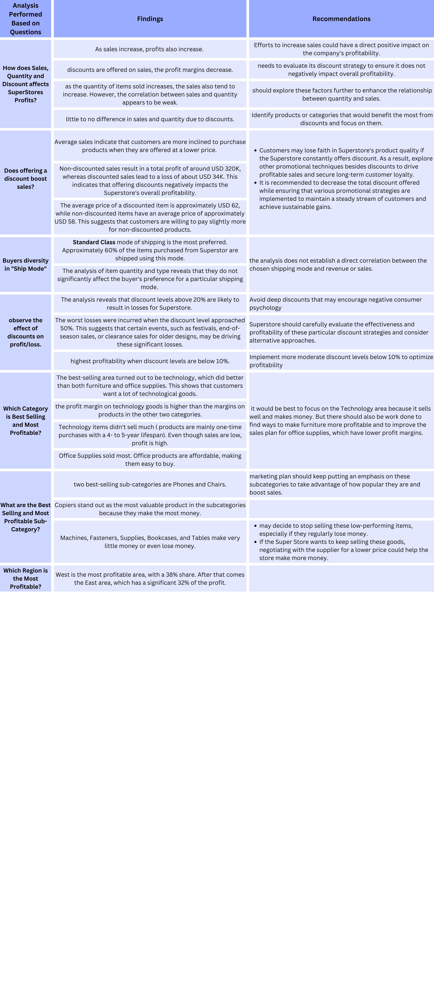 Analysis
Performed
Based on
Questions
Findings
Recommendations
How does Sales,
Quantity and
Discount affects
SuperStores
Profits?
As sales increase, profits also increase.
Efforts to increase sales could have a direct positive impact on
the company's profitability.
discounts are offered on sales, the profit margins decrease.
needs to evaluate its discount strategy to ensure it does not
negatively impact overall profitability.
as the quantity of items sold increases, the sales also tend to
increase. However, the correlation between sales and quantity
appears to be weak.
should explore these factors further to enhance the relationship
between quantity and sales.
little to no difference in sales and quantity due to discounts.
Identify products or categories that would benefit the most from
discounts and focus on them.
Does offering a
discount boost
sales?
Average sales indicate that customers are more inclined to purchase
products when they are offered at a lower price.
Non-discounted sales result in a total profit of around USD 320K,
whereas discounted sales lead to a loss of about USD 34K. This
indicates that offering discounts negatively impacts the
Superstore's overall profitability.
The average price of a discounted item is approximately USD 62,
while non-discounted items have an average price of approximately
USD 58. This suggests that customers are willing to pay slightly more
for non-discounted products.
• Customers may lose faith in Superstore's product quality if
the Superstore constantly offers discount. As a result, explore
other promotional techniques besides discounts to drive
profitable sales and secure long-term customer loyalty.
• It is recommended to decrease the total discount offered
while ensuring that various promotional strategies are
implemented to maintain a steady stream of customers and
achieve sustainable gains.
Buyers diversity
in "Ship Mode"
Standard Class mode of shipping is the most preferred.
Approximately 60% of the items purchased from Superstor are
shipped using this mode.
The analysis of item quantity and type reveals that they do not
significantly affect the buyer's preference for a particular shipping
mode.
the analysis does not establish a direct correlation between the
chosen shipping mode and revenue or sales.
observe the
effect of
discounts on
profit/loss.
The analysis reveals that discount levels above 20% are likely to
result in losses for Superstore.
Avoid deep discounts that may encourage negative consumer
psychology
The worst losses were incurred when the discount level approached
50%. This suggests that certain events, such as festivals, end-of-
season sales, or clearance sales for older designs, may be driving
these significant losses.
Superstore should carefully evaluate the effectiveness and
profitability of these particular discount strategies and consider
alternative approaches.
highest profitability when discount levels are below 10%.
Implement more moderate discount levels below 10% to optimize
profitability
Which Category
is Best Selling
and Most
Profitable?
The best-selling area turned out to be technology, which did better
than both furniture and office supplies. This shows that customers
want a lot of technological goods.
the profit margin on technology goods is higher than the margins on
products in the other two categories.
Technology items didn't sell much ( products are mainly one-time
purchases with a 4- to 5-year lifespan). Even though sales are low,
profit is high.
Office Supplies sold most. Office products are affordable, making
them easy to buy.
it would be best to focus on the Technology area because it sells
well and makes money. But there should also be work done to
find ways to make furniture more profitable and to improve the
sales plan for office supplies, which have lower profit margins.
What are the Best
Selling and Most
Profitable Sub-
Category?
two best-selling sub-categories are Phones and Chairs.
marketing plan should keep putting an emphasis on these
subcategories to take advantage of how popular they are and
boost sales.
Copiers stand out as the most valuable product in the subcategories
because they make the most money.
Machines, Fasteners, Supplies, Bookcases, and Tables make very
little money or even lose money.
• may decide to stop selling these low-performing items,
especially if they regularly lose money.
• If the Super Store wants to keep selling these goods,
negotiating with the supplier for a lower price could help the
store make more money.
Which Region is
the Most
Profitable?
West is the most profitable area, with a 38% share. After that comes
the East area, which has a significant 32% of the profit.